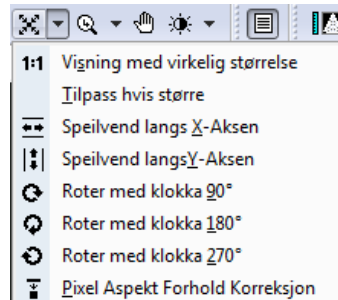 1:1 Visning med virkelig størrelse
Tilpass hvis større
Speilvend langs X-Aksen
Speilvend langsY-Aksen
Roter med klokka 90°
Roter med klokka 180°
Roter med klokka 270°
Pixel Aspekt Forhold Korreksjon